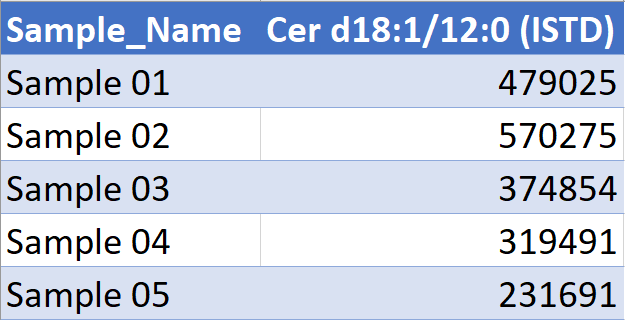 Sample_Name Cer d18:1/12:0 (ISTD)
Sample 01 479025
Sample 02 570275
Sample 03 374854
Sample 04 319491
Sample 05 231691